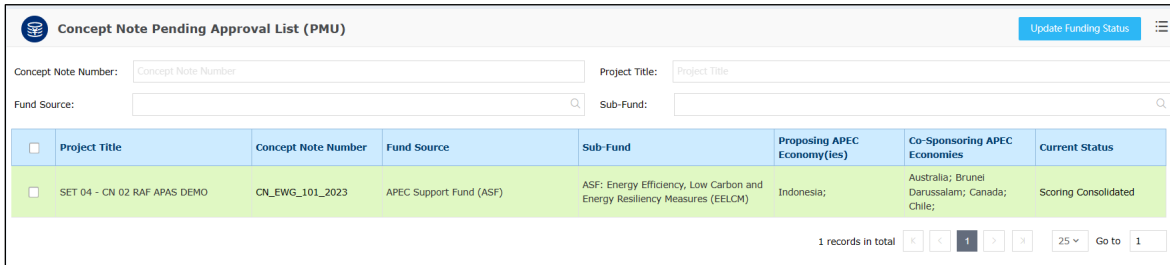 Concept Note Pending Approval List (PMU)
Update Funding Status
Concept Note Number: Concept Note Number
Project Title: Project Title
Fund Source:
Sub-Fund:
Project Title
Concept Note Number
Fund Source
Sub-Fund
Proposing APEC
Economy(ies)
Co-Sponsoring APEC
Economies
Current Status
SET 04 - CN 02 RAF APAS DEMO
CN_EWG_101_2023
APEC Support Fund (ASF)
ASF: Energy Efficiency, Low Carbon and
Energy Resiliency Measures (EELCM)
Indonesia;
Australia; Brunei
Darussalam; Canada;
Chile;
Scoring Consolidated
1 records in total
1
25
Go to 1